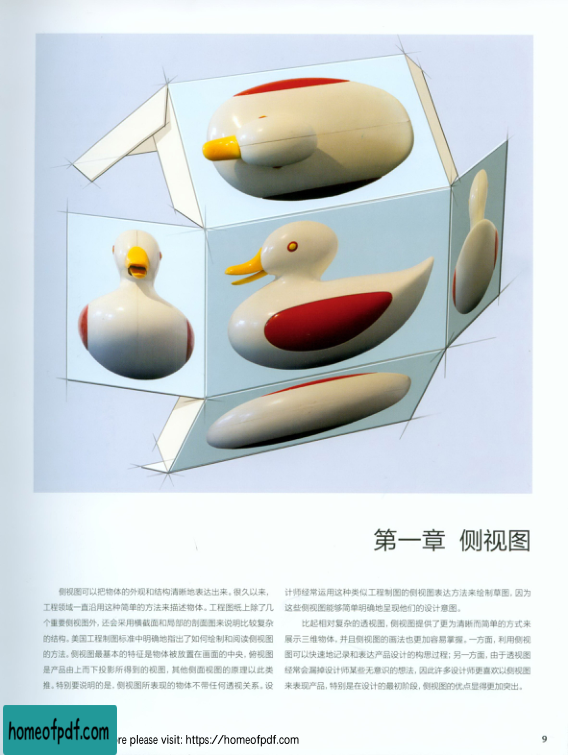 第一章 侧视图
侧视图可以把物体的外观和结构清晰地表达出来。很久以来，
工程领域一直沿用这种简单的方法来描述物体。工程图纸上除了几
个重要侧视图外，还会采用横截面和局部的剖面图来说明比较复杂
的结构。美国工程制图标准中明确地指出了如何绘制和阅读侧视图
的方法。侧视图最基本的特征是物体被放置在画面的中央，俯视图
是产品由上而下投影所得到的视图，其他侧面视图的原理以此类
推。特别要说明的是，侧视图所表现的物体不带任何透视关系。设
计师经常运用这种类似工程制图的侧视图表达方法来绘制草图，因为
这些侧视图能够简单明确地呈现他们的设计意图。
比起相对复杂的透视图，侧视图提供了更为清晰而简单的方式来
展示三维物体，并且侧视图的画法也更加容易掌握。一方面，利用侧视
图可以快速地记录和表达产品设计的构思过程；另一方面，由于透视图
经常会漏掉设计师某些无意识的想法，因此许多设计师更喜欢以侧视图
来表现产品，特别是在设计的最初阶段，侧视图的优点显得更加突出。
homeofpdf.com
re please visit: https://homeofpdf.com
9